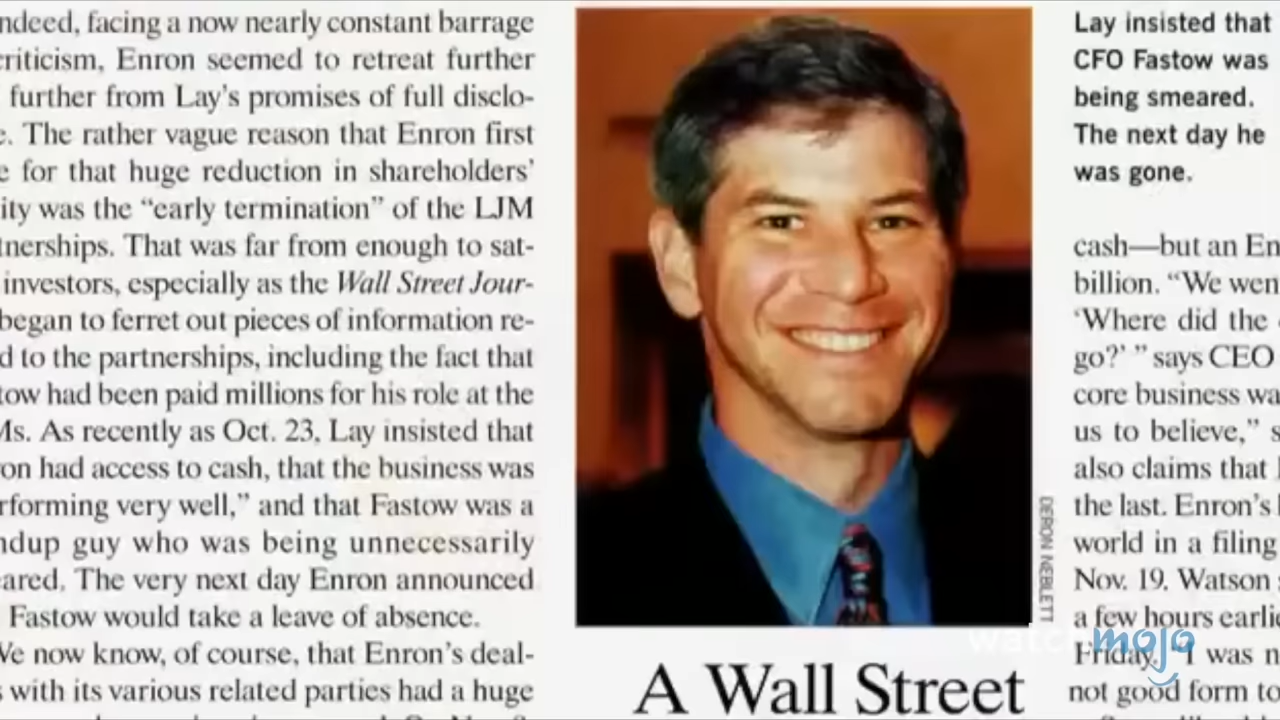 ndeed, facing a now nearly constant barrage
criticism, Enron seemed to retreat further
further from Lay's promises of full disclo-
e. The rather vague reason that Enron first
e for that huge reduction in shareholders'
ity was the “early termination” of the LJM
tnerships. That was far from enough to sat-
investors, especially as the Wall Street Jour-
began to ferret out pieces of information re-
d to the partnerships, including the fact that
tow had been paid millions for his role at the
Ms. As recently as Oct. 23, Lay insisted that
ron had access to cash, that the business was
rforming very well,” and that Fastow was a
ndup guy who was being unnecessarily
eared. The very next day Enron announced
Fastow would take a leave of absence.
We now know, of course, that Enron's deal-
s with its various related parties had a huge
DERON NEBLETT
A Wall Street
Lay insisted that
CFO Fastow was
being smeared.
The next day he
was gone.
cash—but an En
billion. “We wen
‘Where did the
go?’ ” says CEO
core business wa
us to believe,” s
also claims that
the last. Enron's
world in a filing
Nov. 19. Watson
a few hours earlie
Friday. “I was n
not good form to
watchmojo